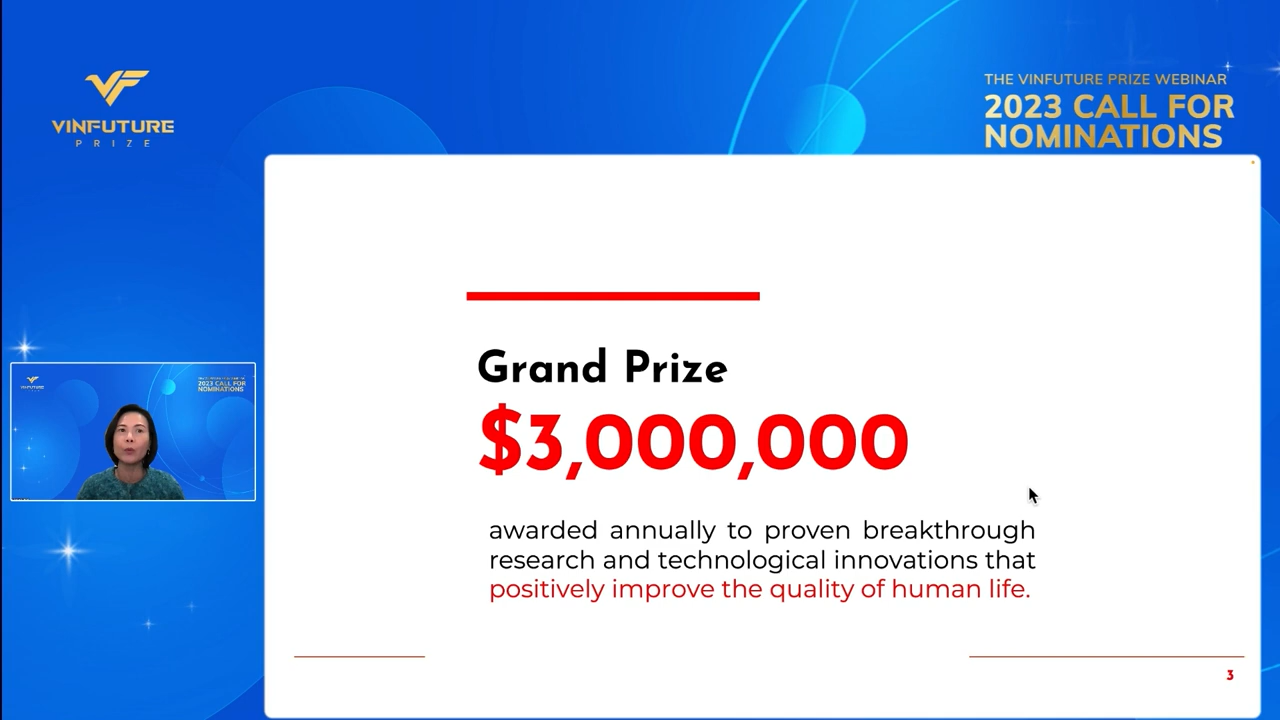 VINFUTURE
PRIZE
THE VINFUTURE PRIZE WEBINAR
2023 CALL FOR
NOMINATIONS
Grand Prize
$3,000,000
awarded annually to proven breakthrough
research and technological innovations that
positively improve the quality of human life.
3
VINFUTURE
2023 CALL FOR
NOMINATIONS